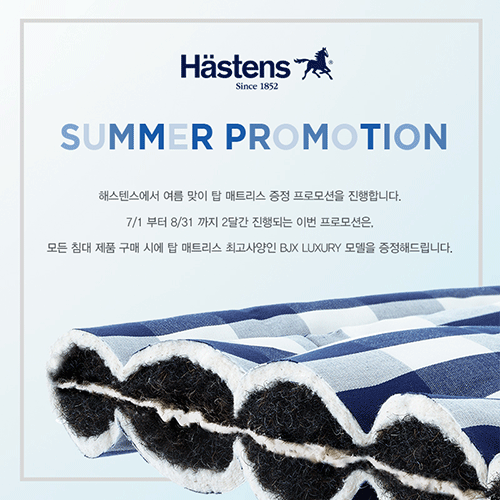 Hästens
Since 1852
SUMMER PROMOTION
해스텐스에서 여름 맞이 탑 매트리스 증정 프로모션을 진행합니다.
7/1 부터 8/31 까지 2달간 진행되는 이번 프로모션은,
모든 침대 제품 구매 시에 탑 매트리스 최고사양인 BJX LUXURY 모델을 증정해드립니다.